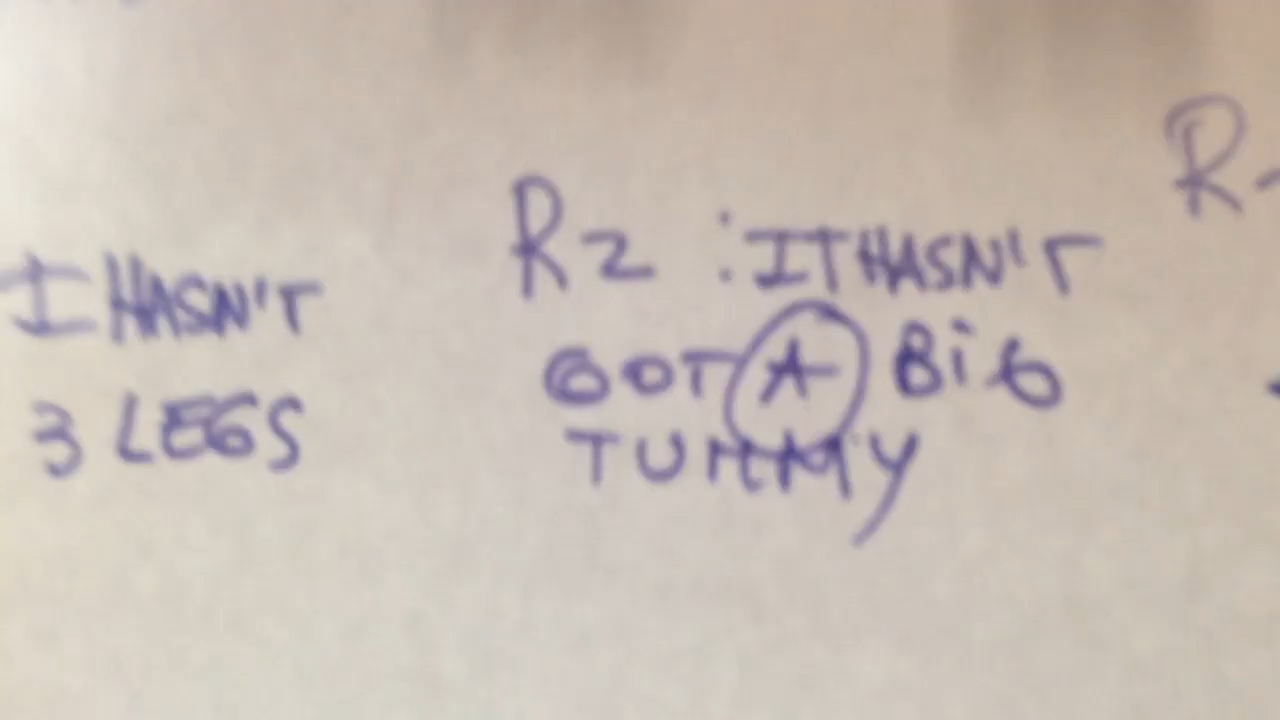 I HASN'T
3 LEGS
R2 : IT HASN'T
GOT A BIG
TUMMY
R